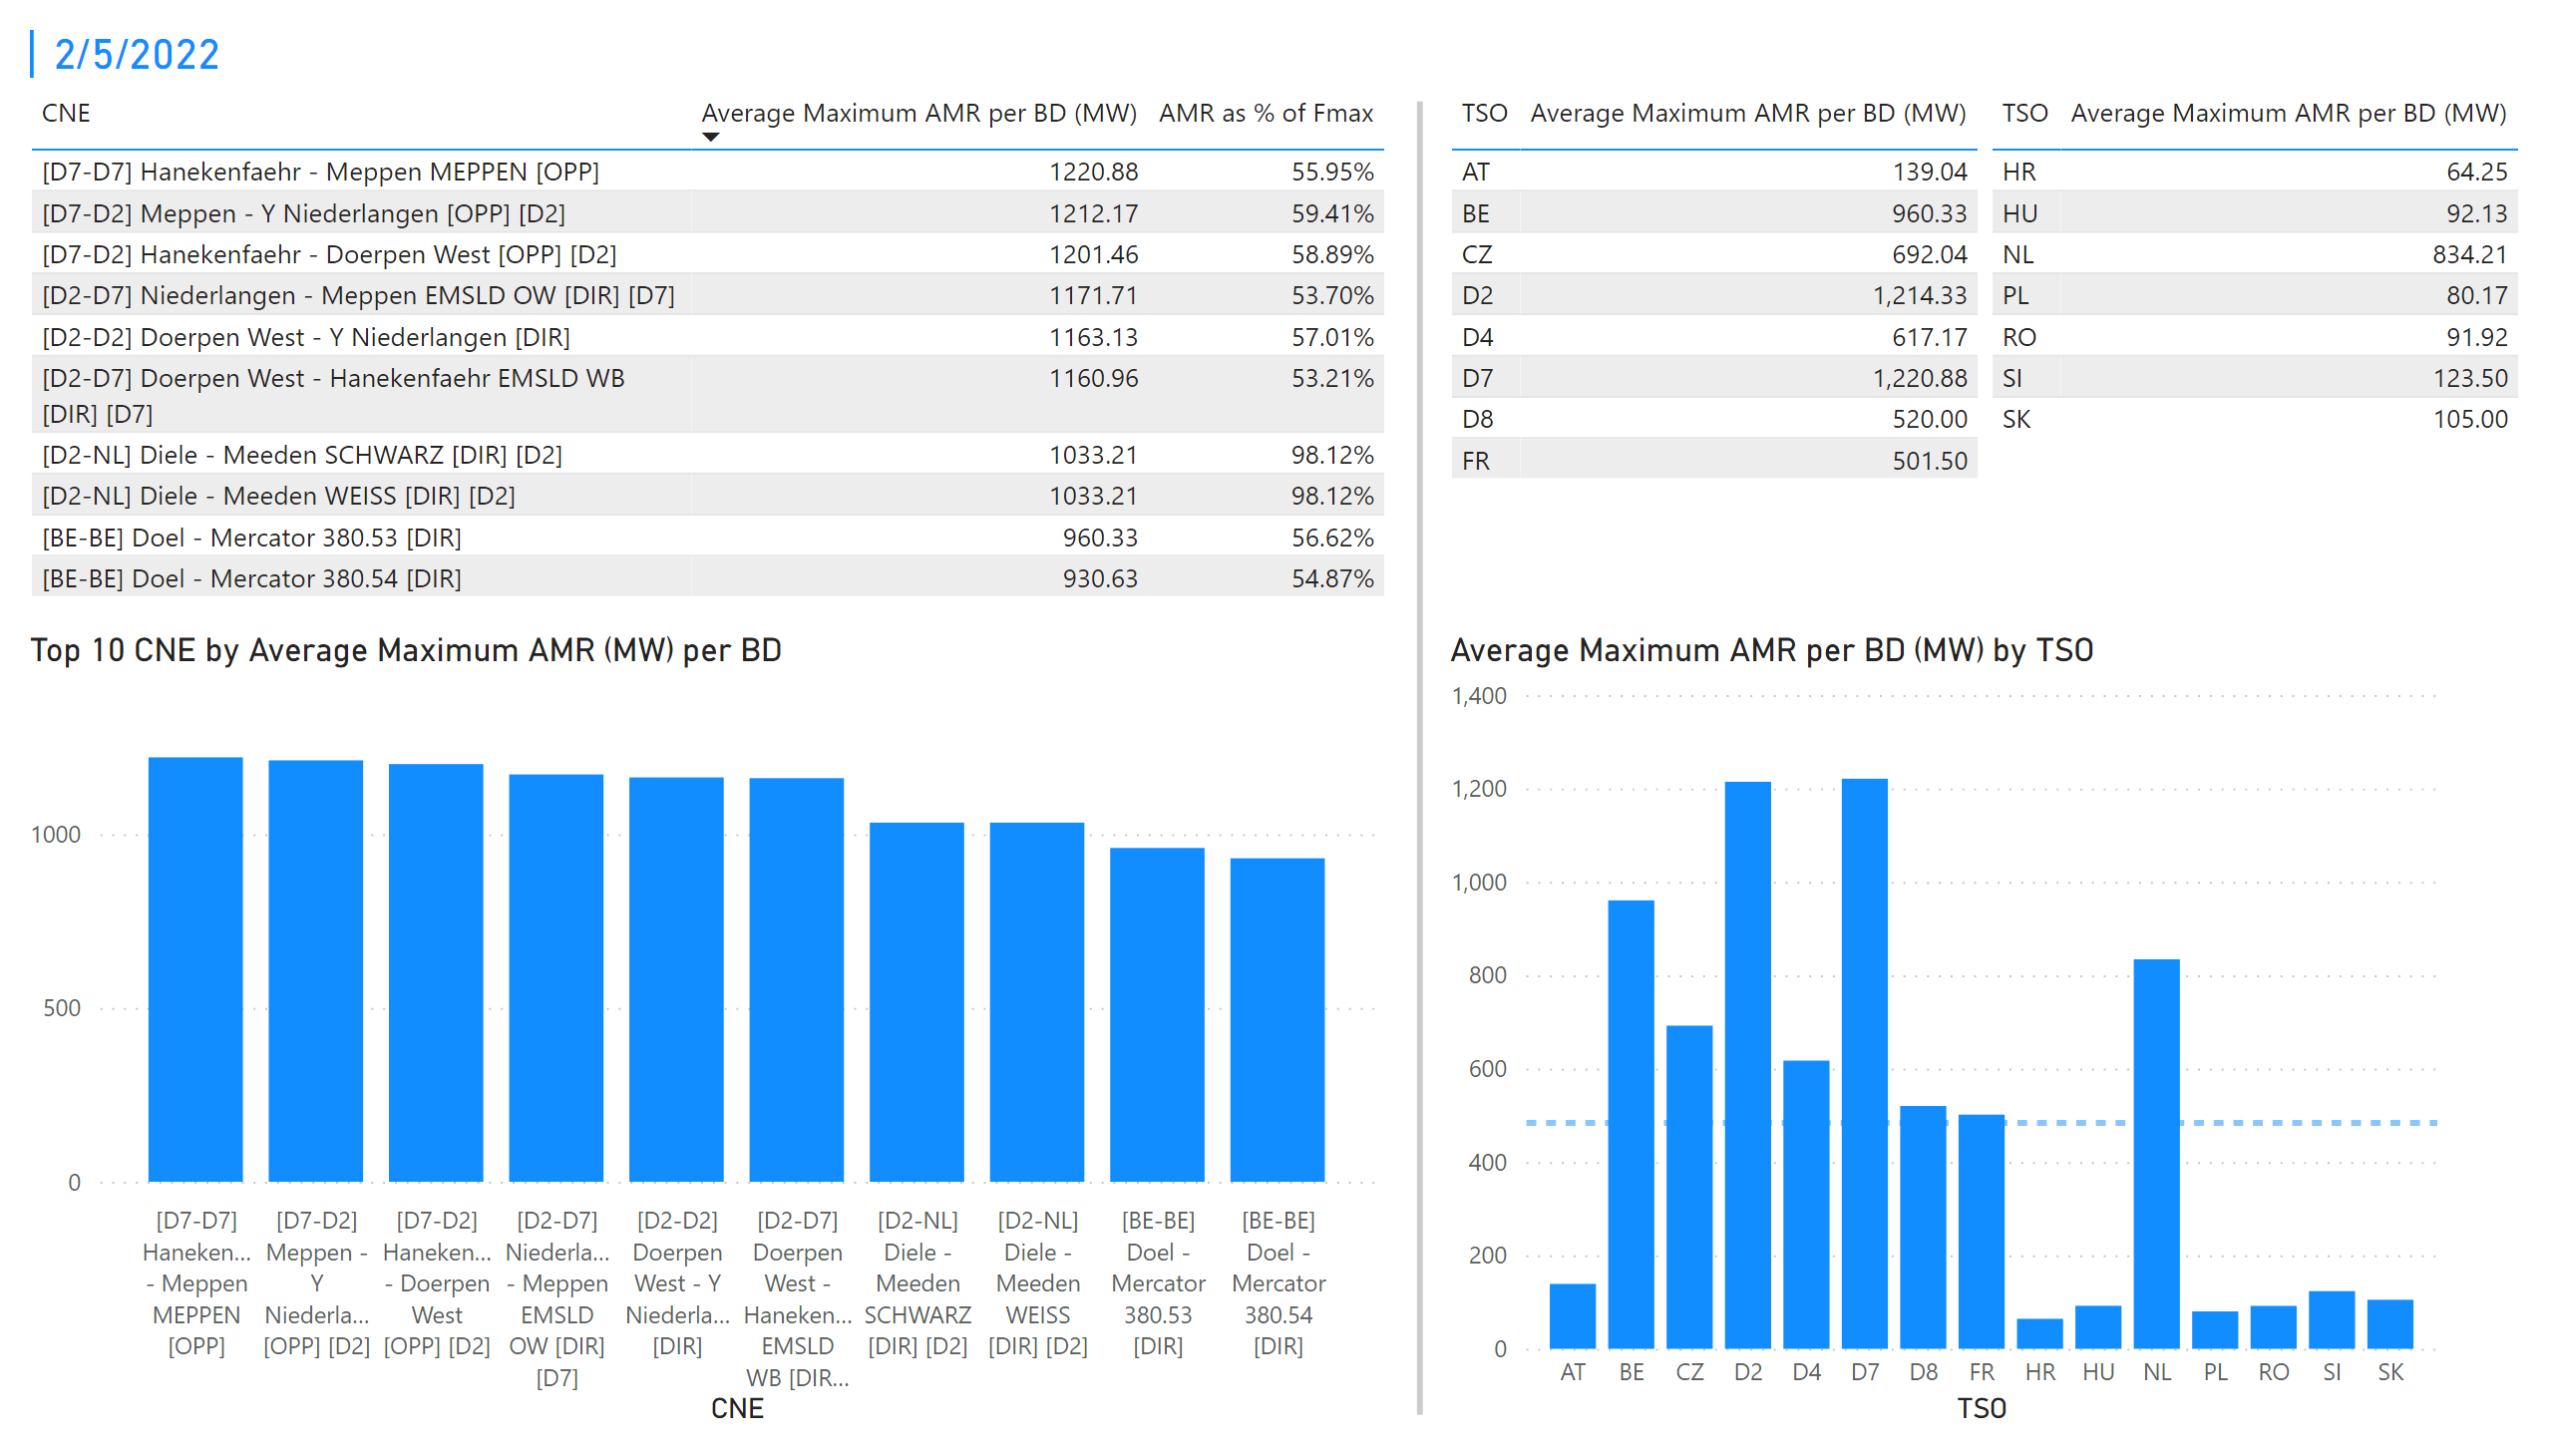 2/5/2022
CNE Average Maximum AMR per BD (MW) AMR as % of Fmax
[D7-D7] Hanekenfaehr - Meppen MEPPEN [OPP] 1220.88 55.95%
[D7-D2] Meppen - Y Niederlangen [OPP] [D2] 1212.17 59.41%
[D7-D2] Hanekenfaehr - Doerpen West [OPP] [D2] 1201.46 58.89%
[D2-D7] Niederlangen - Meppen EMSLD OW [DIR] [D7] 1171.71 53.70%
[D2-D2] Doerpen West - Y Niederlangen [DIR] 1163.13 57.01%
[D2-D7] Doerpen West - Hanekenfaehr EMSLD WB 1160.96 53.21%
[DIR] [D7]
[D2-NL] Diele - Meeden SCHWARZ [DIR] [D2] 1033.21 98.12%
[D2-NL] Diele - Meeden WEISS [DIR] [D2] 1033.21 98.12%
[BE-BE] Doel - Mercator 380.53 [DIR] 960.33 56.62%
[BE-BE] Doel - Mercator 380.54 [DIR] 930.63 54.87%
TSO Average Maximum AMR per BD (MW)
AT 139.04
BE 960.33
CZ 692.04
D2 1,214.33
D4 617.17
D7 1,220.88
D8 520.00
FR 501.50
TSO Average Maximum AMR per BD (MW)
HR 64.25
HU 92.13
NL 834.21
PL 80.17
RO 91.92
SI 123.50
SK 105.00
Top 10 CNE by Average Maximum AMR (MW) per BD
1000
500
0
[D7-D7]
Haneken...
- Meppen
MEPPEN
[OPP]
[D7-D2]
Meppen -
Y
Niederla...
[OPP] [D2]
[D7-D2]
Haneken...
- Doerpen
West
[OPP] [D2]
[D2-D7]
Niederla...
- Meppen
EMSLD
OW [DIR]
[D7]
[D2-D2]
Doerpen
West - Y
Niederla...
[DIR]
[D2-D7]
Doerpen
West -
Haneken...
EMSLD
WB [DIR...
[D2-NL]
Diele -
Meeden
SCHWARZ
[DIR] [D2]
[D2-NL]
Diele -
Meeden
WEISS
[DIR] [D2]
[BE-BE]
Doel -
Mercator
380.53
[DIR]
[BE-BE]
Doel -
Mercator
380.54
[DIR]
CNE
Average Maximum AMR per BD (MW) by TSO
1,400
1,200
1,000
800
600
400
200
0
AT BE CZ D2 D4 D7 D8 FR HR HU NL PL RO SI SK
TSO